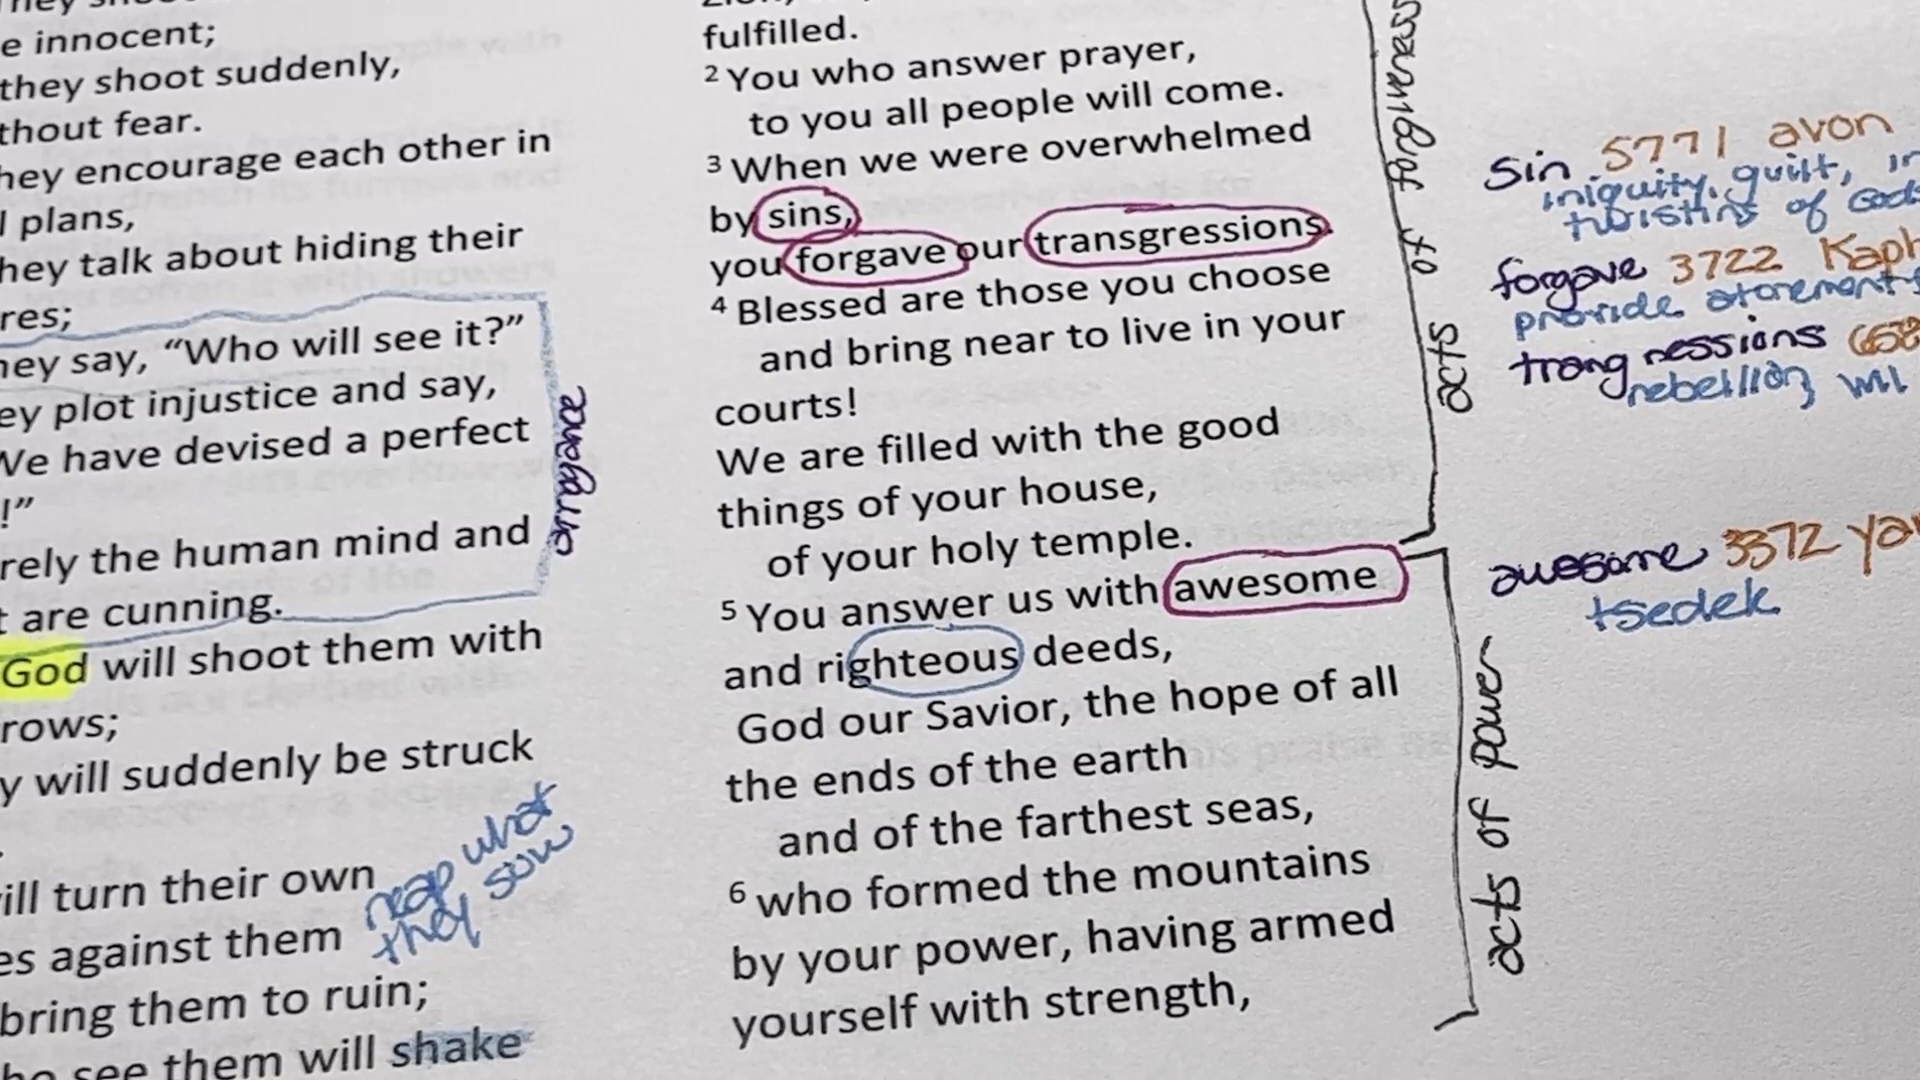 e innocent;
they shoot suddenly,
thout fear.
hey encourage each other in
l plans,
hey talk about hiding their
res;
hey say, “Who will see it?”
ey plot injustice and say,
We have devised a perfect
!”
rely the human mind and
t are cunning.
God will shoot them with
rows;
y will suddenly be struck
ill turn their own
es against them
bring them to ruin;
ho see them will shake
arrogance
reap what
they sow
fulfilled.
2 You who answer prayer,
to you all people will come.
3 When we were overwhelmed
by sins,
you forgave our transgressions.
4 Blessed are those you choose
and bring near to live in your
courts!
We are filled with the good
things of your house,
of your holy temple.
5 You answer us with awesome
and righteous deeds,
God our Savior, the hope of all
the ends of the earth
and of the farthest seas,
6 who formed the mountains
by your power, having armed
yourself with strength,
acts of forgiveness
acts of power
Sin 5771 avon
iniquity, guilt,
twisting of Gods
forgave 3722 Kaph
provide atonement
trangressions
rebellion, wil
awesome 3372 yar
tsedek